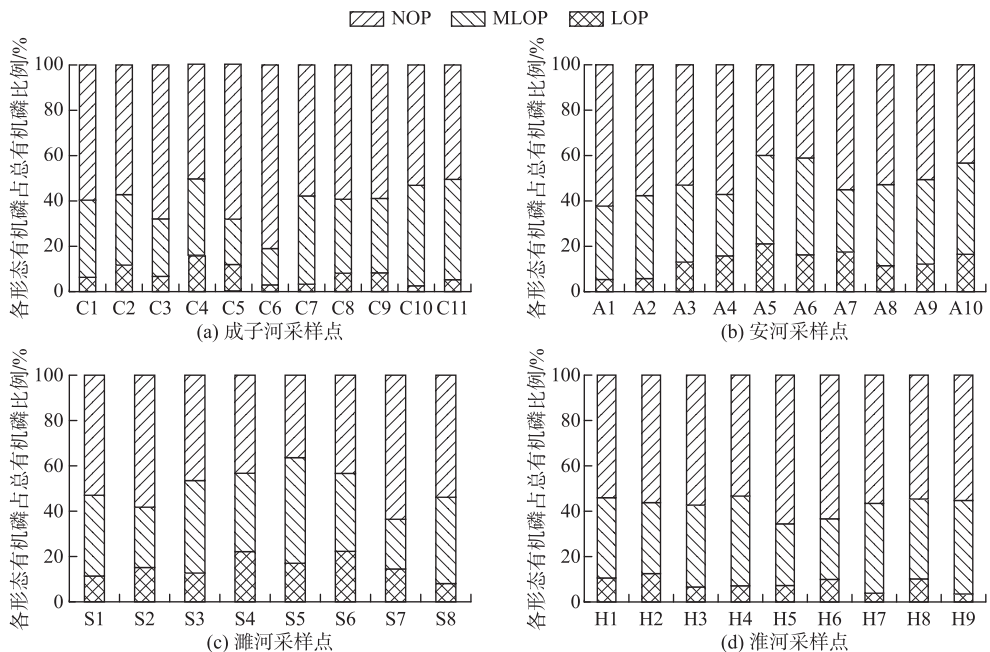 NOP MLOP LOP
各形态有机磷占总有机磷比例/%
100
80
60
40
20
0
C1 C2 C3 C4 C5 C6 C7 C8 C9 C10 C11
(a) 成子河采样点
各形态有机磷占总有机磷比例/%
100
80
60
40
20
0
A1 A2 A3 A4 A5 A6 A7 A8 A9 A10
(b) 安河采样点
各形态有机磷占总有机磷比例/%
100
80
60
40
20
0
S1 S2 S3 S4 S5 S6 S7 S8
(c) 濉河采样点
各形态有机磷占总有机磷比例/%
100
80
60
40
20
0
H1 H2 H3 H4 H5 H6 H7 H8 H9
(d) 淮河采样点